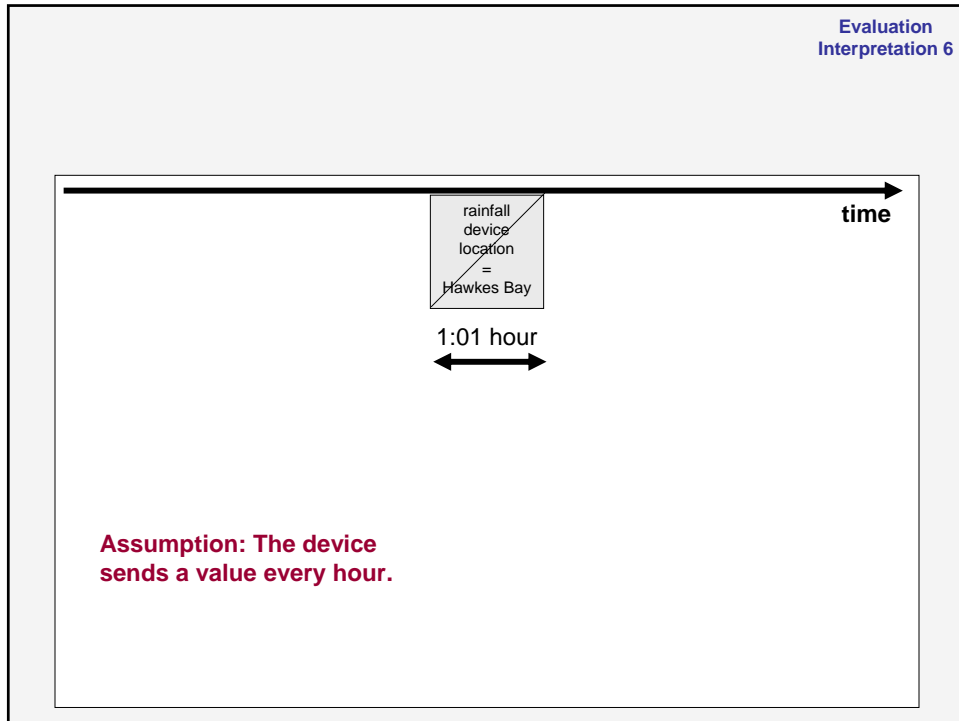 Evaluation
Interpretation 6
time
rainfall
device
location
=
Hawkes Bay
1:01 hour
Assumption: The device
sends a value every hour.